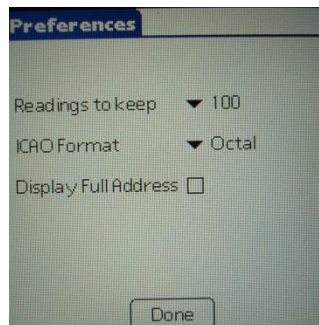 Preferences
Readings to keep 100
ICAO Format Octal
Display Full Address
Done